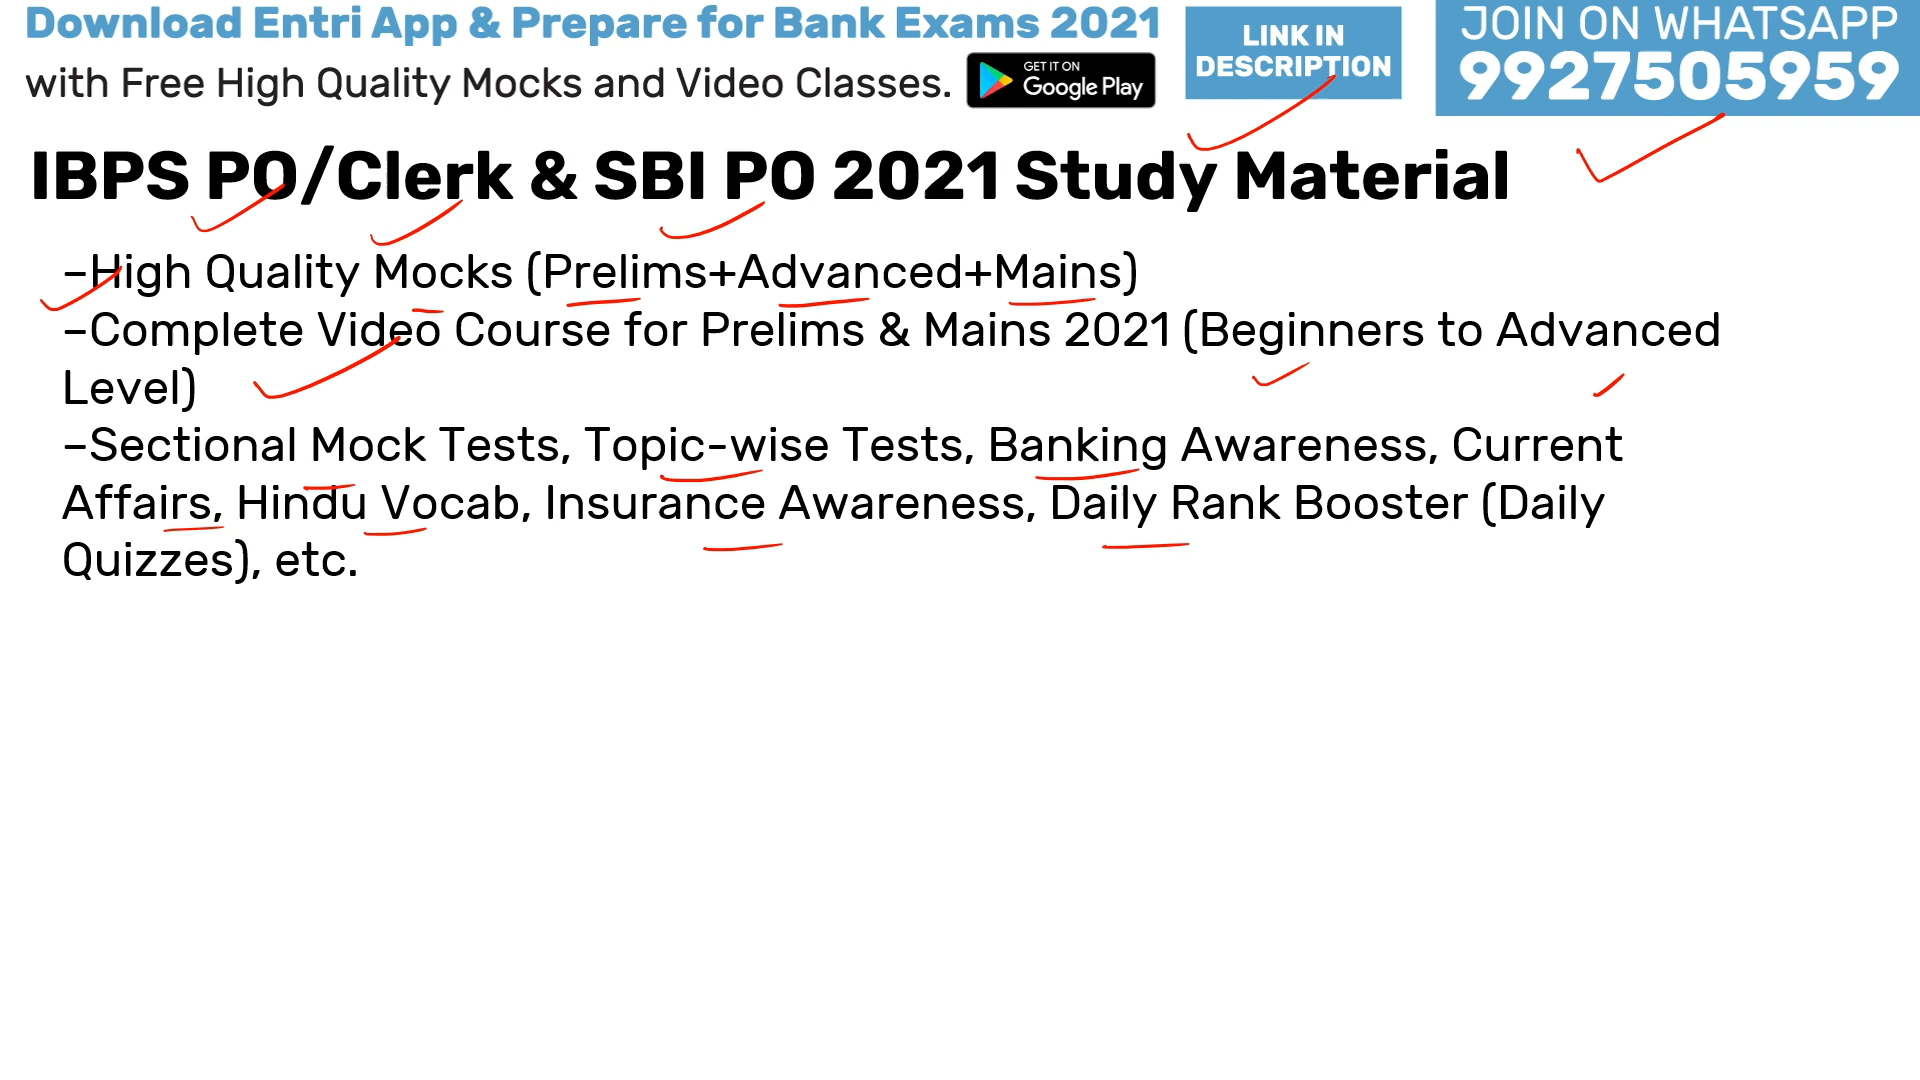 Download Entri App & Prepare for Bank Exams 2021
with Free High Quality Mocks and Video Classes.
GET IT ON
Google Play
LINK IN
DESCRIPTION
JOIN ON WHATSAPP
9927505959
IBPS PO/Clerk & SBI PO 2021 Study Material
–High Quality Mocks (Prelims+Advanced+Mains)
–Complete Video Course for Prelims & Mains 2021 (Beginners to Advanced
Level)
–Sectional Mock Tests, Topic-wise Tests, Banking Awareness, Current
Affairs, Hindu Vocab, Insurance Awareness, Daily Rank Booster (Daily
Quizzes), etc.